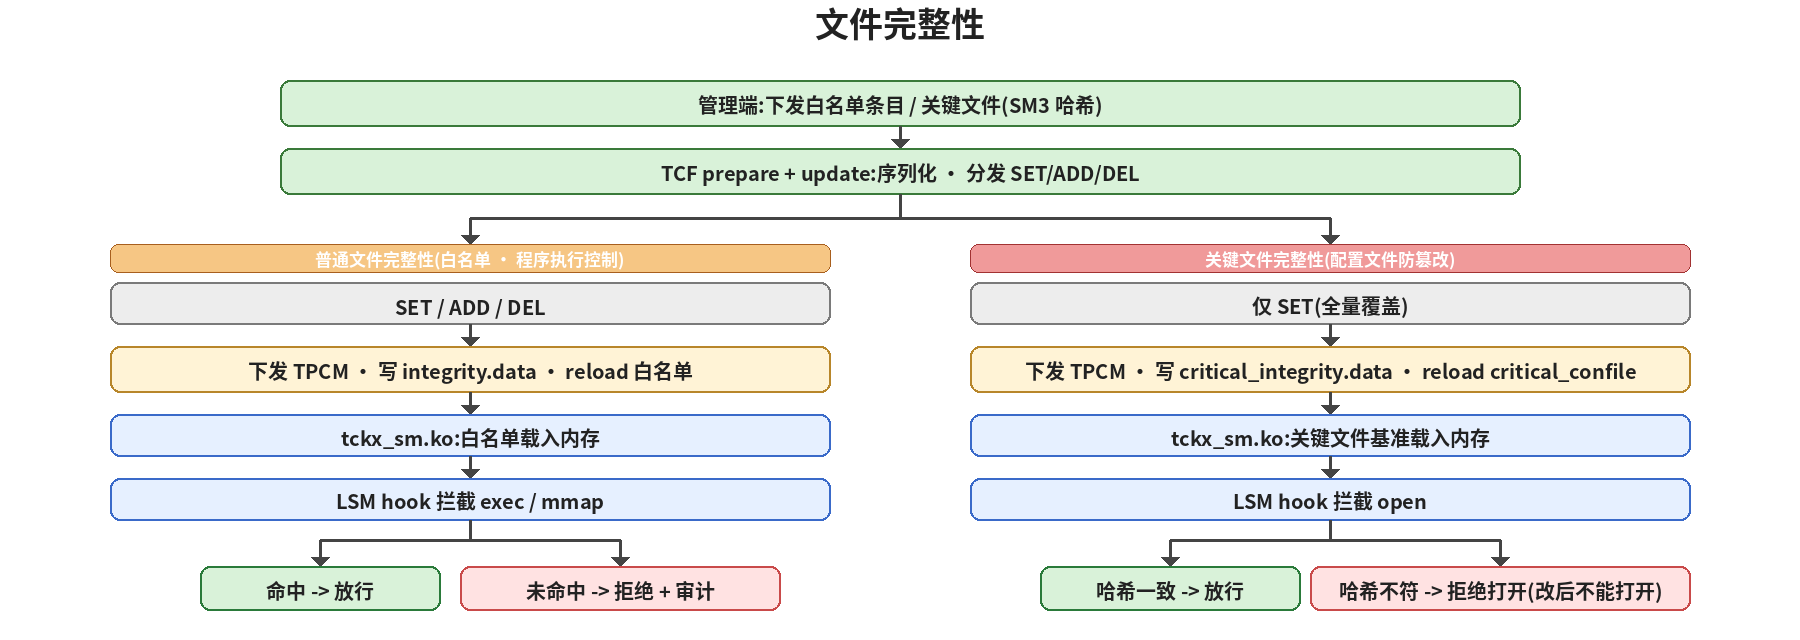 文件完整性
管理端:下发白名单条目 / 关键文件(SM3 哈希)
TCF prepare + update:序列化 · 分发 SET/ADD/DEL
普通文件完整性(白名单 · 程序执行控制)
SET / ADD / DEL
下发 TPCM · 写 integrity.data · reload 白名单
tckx_sm.ko:白名单载入内存
LSM hook 拦截 exec / mmap
命中 -> 放行
未命中 -> 拒绝 + 审计
关键文件完整性(配置文件防篡改)
仅 SET(全量覆盖)
下发 TPCM · 写 critical_integrity.data · reload critical_confile
tckx_sm.ko:关键文件基准载入内存
LSM hook 拦截 open
哈希一致 -> 放行
哈希不符 -> 拒绝打开(改后不能打开)